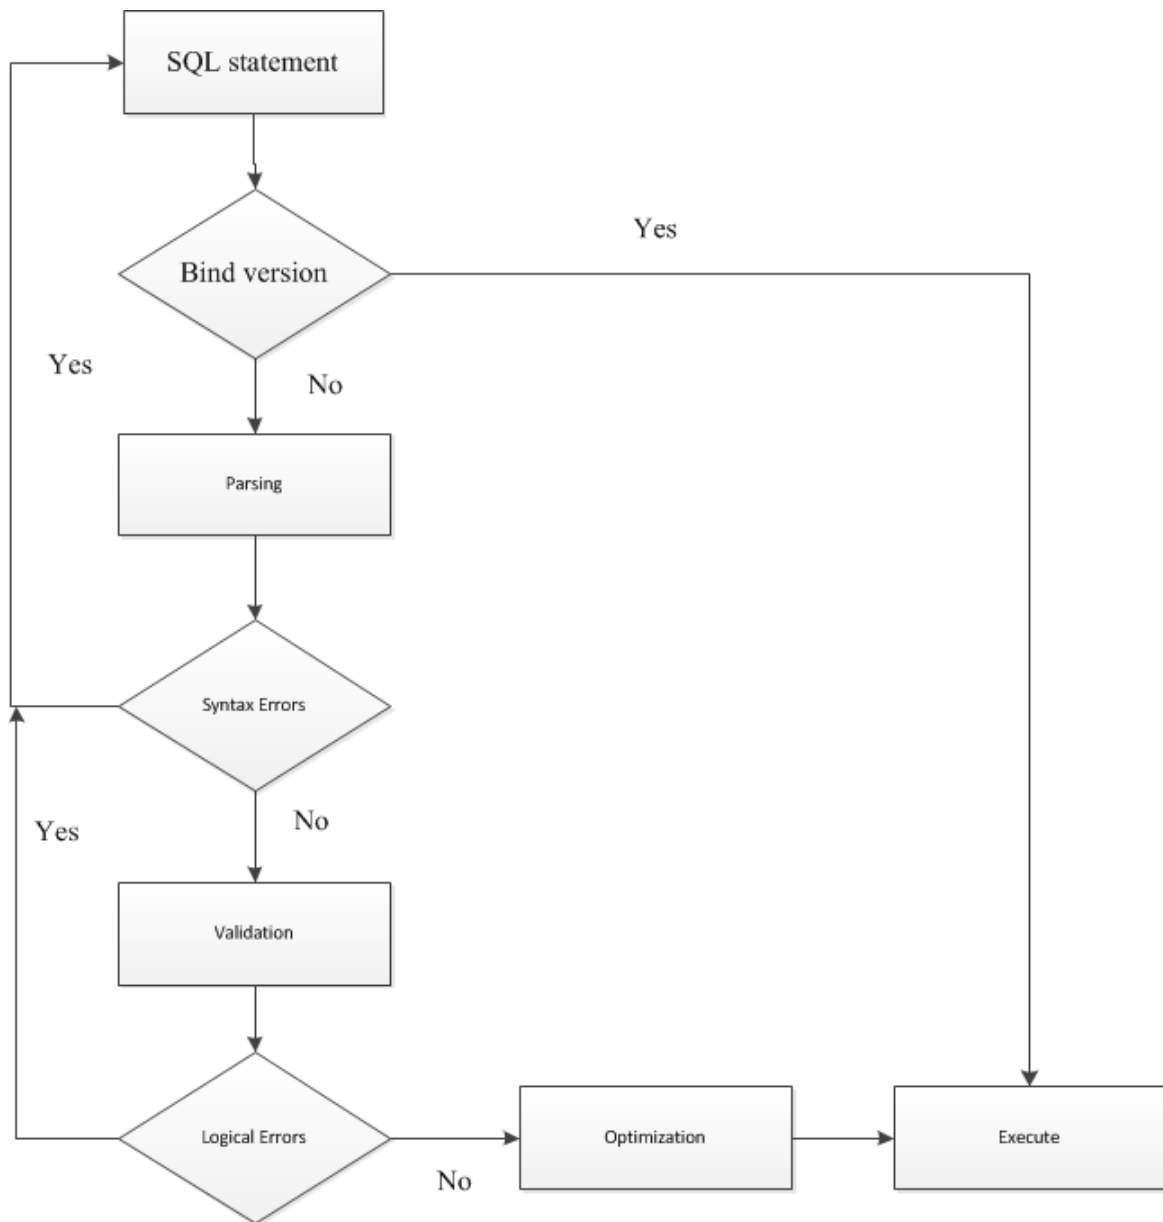 SQL statement
Yes
Bind version
Yes
No
Parsing
Syntax Errors
No
Yes
Validation
Logical Errors
Optimization
Execute
No